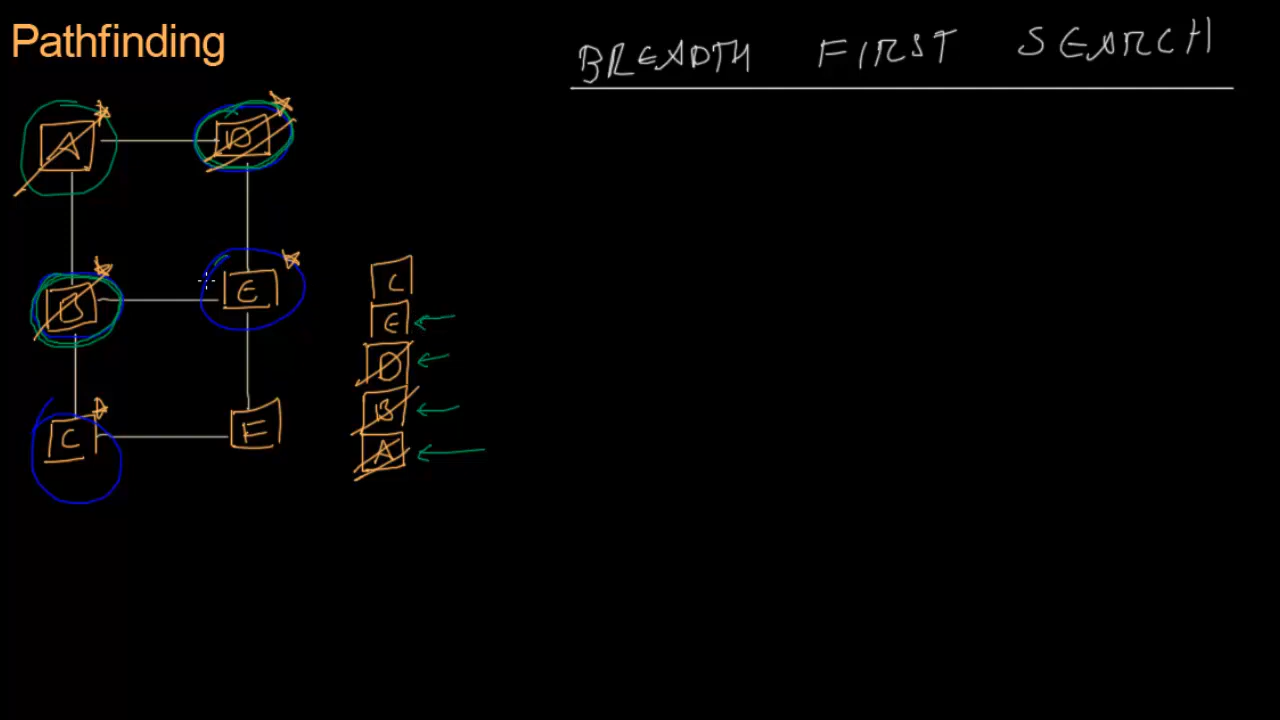 Pathfinding
BREADTH FIRST SEARCH
A D
B E
C F
C
E
D
B
A